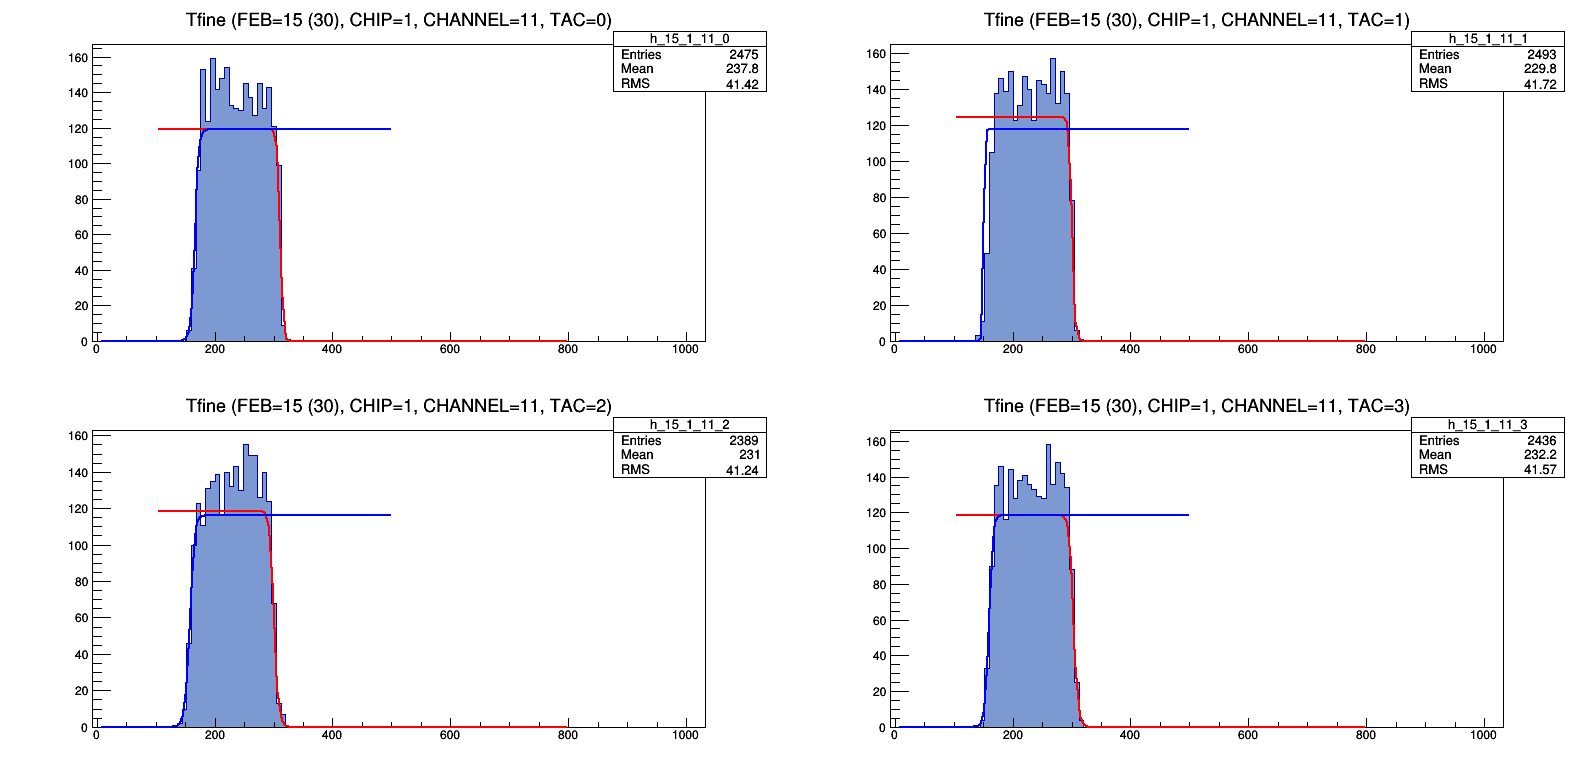 Tfine (FEB=15 (30), CHIP=1, CHANNEL=11, TAC=0)
h_15_1_11_0
Entries 2475
Mean 237.8
RMS 41.42
160
140
120
100
80
60
40
20
0
0 200 400 600 800 1000
Tfine (FEB=15 (30), CHIP=1, CHANNEL=11, TAC=1)
h_15_1_11_1
Entries 2493
Mean 229.8
RMS 41.72
160
140
120
100
80
60
40
20
0
0 200 400 600 800 1000
Tfine (FEB=15 (30), CHIP=1, CHANNEL=11, TAC=2)
h_15_1_11_2
Entries 2389
Mean 231
RMS 41.24
160
140
120
100
80
60
40
20
0
0 200 400 600 800 1000
Tfine (FEB=15 (30), CHIP=1, CHANNEL=11, TAC=3)
h_15_1_11_3
Entries 2436
Mean 232.2
RMS 41.57
160
140
120
100
80
60
40
20
0
0 200 400 600 800 1000